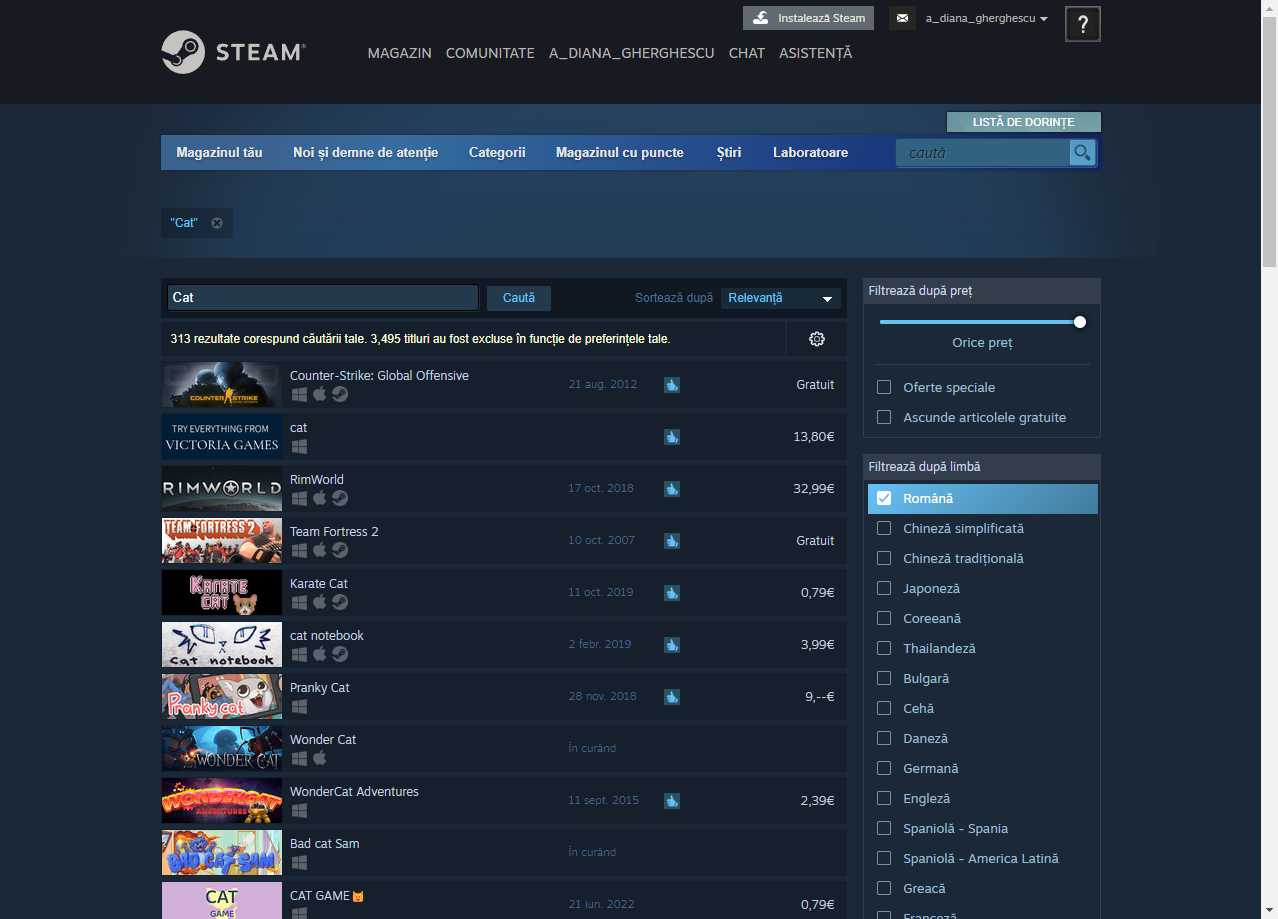 Instalează Steam
a_diana_gherghescu
?
STEAM®
MAGAZIN COMUNITATE A_DIANA_GHERGHESCU CHAT ASISTENȚĂ
LISTĂ DE DORINȚE
Magazinul tău Noi și demne de atenție Categorii Magazinul cu puncte Știri Laboratoare caută
"Cat"
Cat Caută Sortează după Relevanță
313 rezultate corespund căutării tale. 3,495 titluri au fost excluse în funcție de preferințele tale.
COUNTER STRIKE
Counter-Strike: Global Offensive 21 aug. 2012 Gratuit
TRY EVERYTHING FROM
VICTORIA GAMES
cat 13,80€
RIMWORLD
RimWorld 17 oct. 2018 32,99€
TEAM FORTRESS 2
Team Fortress 2 10 oct. 2007 Gratuit
KARATE
CAT
Karate Cat 11 oct. 2019 0,79€
Cat notebook
cat notebook 2 febr. 2019 3,99€
Pranky cat
Pranky Cat 28 nov. 2018 9,--€
WONDER CAT
Wonder Cat În curând
WONDERCAT
ADVENTURES
WonderCat Adventures 11 sept. 2015 2,39€
BAD CAT SAM
Bad cat Sam În curând
CAT
GAME
CAT GAME 21 iun. 2022 0,79€
Filtrează după preț
Orice preț
Oferte speciale
Ascunde articolele gratuite
Filtrează după limbă
Română
Chineză simplificată
Chineză tradițională
Japoneză
Coreeană
Thailandeză
Bulgară
Cehă
Daneză
Germană
Engleză
Spaniolă - Spania
Spaniolă - America Latină
Greacă
Franceză